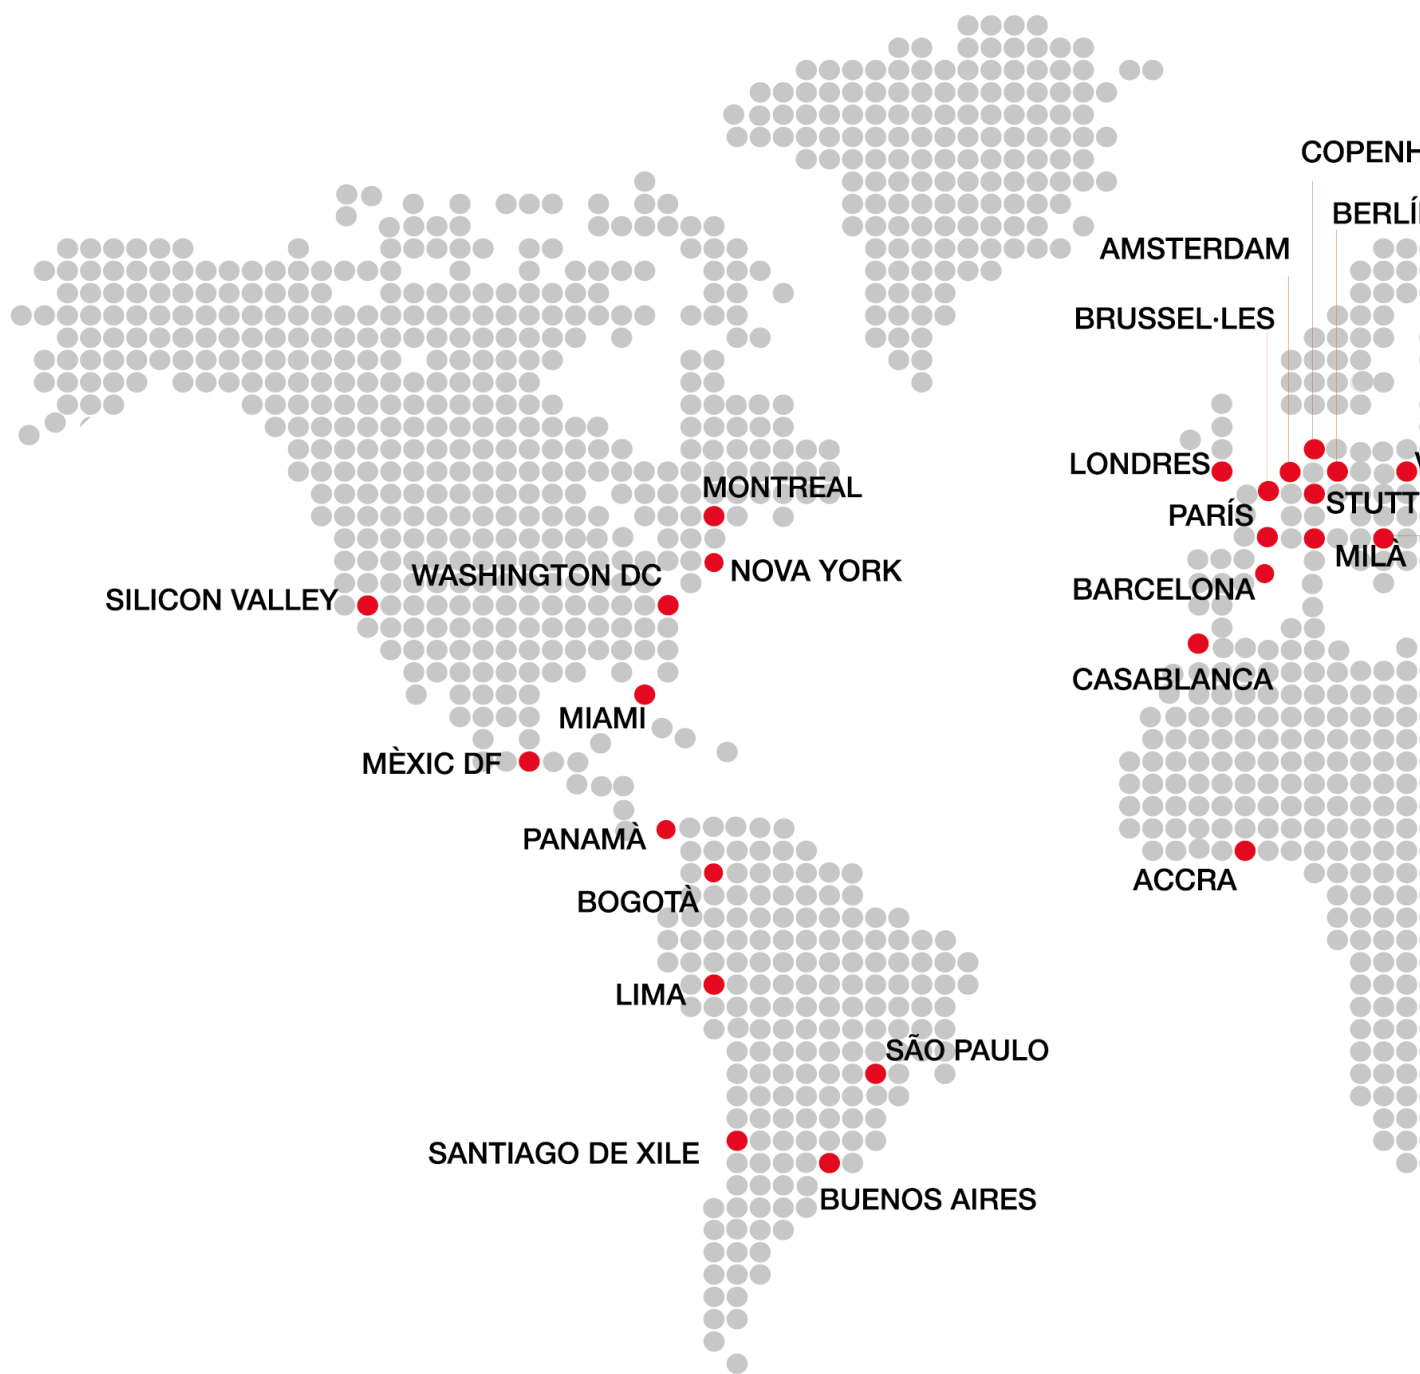 COPENH
BERLÍ
AMSTERDAM
BRUSSEL·LES
LONDRES
MONTREAL
STUTT
PARÍS
MILÀ
NOVA YORK
WASHINGTON DC
BARCELONA
SILICON VALLEY
CASABLANCA
MIAMI
MÈXIC DF
PANAMÀ
ACCRA
BOGOTÀ
LIMA
SÃO PAULO
SANTIAGO DE XILE
BUENOS AIRES